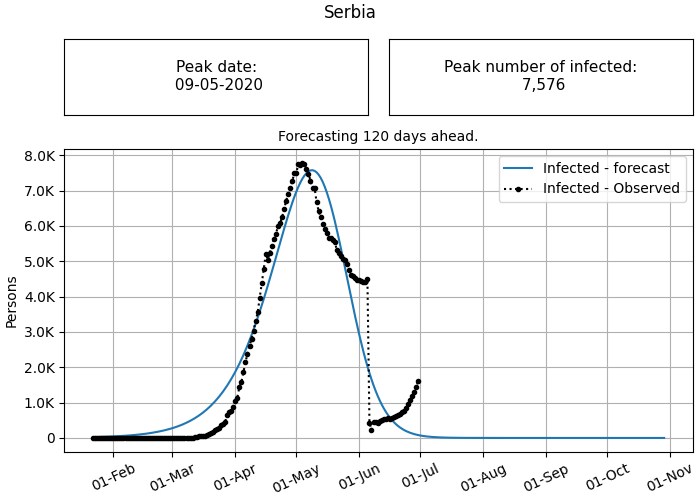 Serbia
Peak date:
09-05-2020
Peak number of infected:
7,576
Forecasting 120 days ahead.
Persons
8.0K
7.0K
6.0K
5.0K
4.0K
3.0K
2.0K
1.0K
0
Infected - forecast
Infected - Observed
01-Feb
01-Mar
01-Apr
01-May
01-Jun
01-Jul
01-Aug
01-Sep
01-Oct
01-Nov